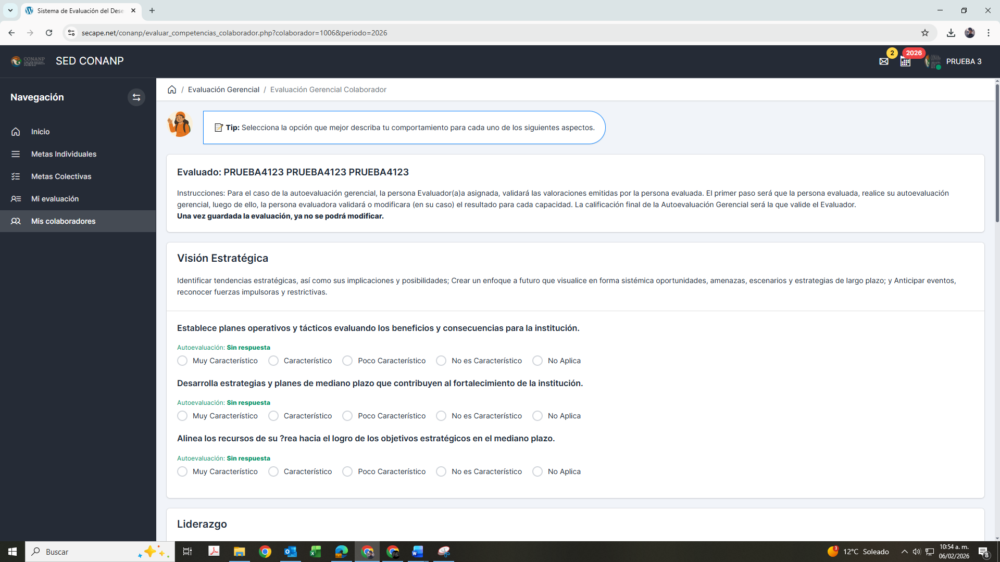 Sistema de Evaluación del Dese
secape.net/conanp/evaluar_competencias_colaborador.php?colaborador=1006&periodo=2026
CONANP
SED CONANP
2
2026
PRUEBA 3
Navegación
Inicio
Metas Individuales
Metas Colectivas
Mi evaluación
Mis colaboradores
/ Evaluación Gerencial / Evaluación Gerencial Colaborador
Tip: Selecciona la opción que mejor describa tu comportamiento para cada uno de los siguientes aspectos.
Evaluado: PRUEBA4123 PRUEBA4123 PRUEBA4123
Instrucciones: Para el caso de la autoevaluación gerencial, la persona Evaluador(a)a asignada, validará las valoraciones emitidas por la persona evaluada. El primer paso será que la persona evaluada, realice su autoevaluación
gerencial, luego de ello, la persona evaluadora validará o modificara (en su caso) el resultado para cada capacidad. La calificación final de la Autoevaluación Gerencial será la que valide el Evaluador.
Una vez guardada la evaluación, ya no se podrá modificar.
Visión Estratégica
Identificar tendencias estratégicas, así como sus implicaciones y posibilidades; Crear un enfoque a futuro que visualice en forma sistémica oportunidades, amenazas, escenarios y estrategias de largo plazo; y Anticipar eventos,
reconocer fuerzas impulsoras y restrictivas.
Establece planes operativos y tácticos evaluando los beneficios y consecuencias para la institución.
Autoevaluación: Sin respuesta
Muy Característico Característico Poco Característico No es Característico No Aplica
Desarrolla estrategias y planes de mediano plazo que contribuyen al fortalecimiento de la institución.
Autoevaluación: Sin respuesta
Muy Característico Característico Poco Característico No es Característico No Aplica
Alinea los recursos de su ?rea hacia el logro de los objetivos estratégicos en el mediano plazo.
Autoevaluación: Sin respuesta
Muy Característico Característico Poco Característico No es Característico No Aplica
Liderazgo
Buscar
3
12°C Soleado
10:54 a. m.
06/02/2026
8